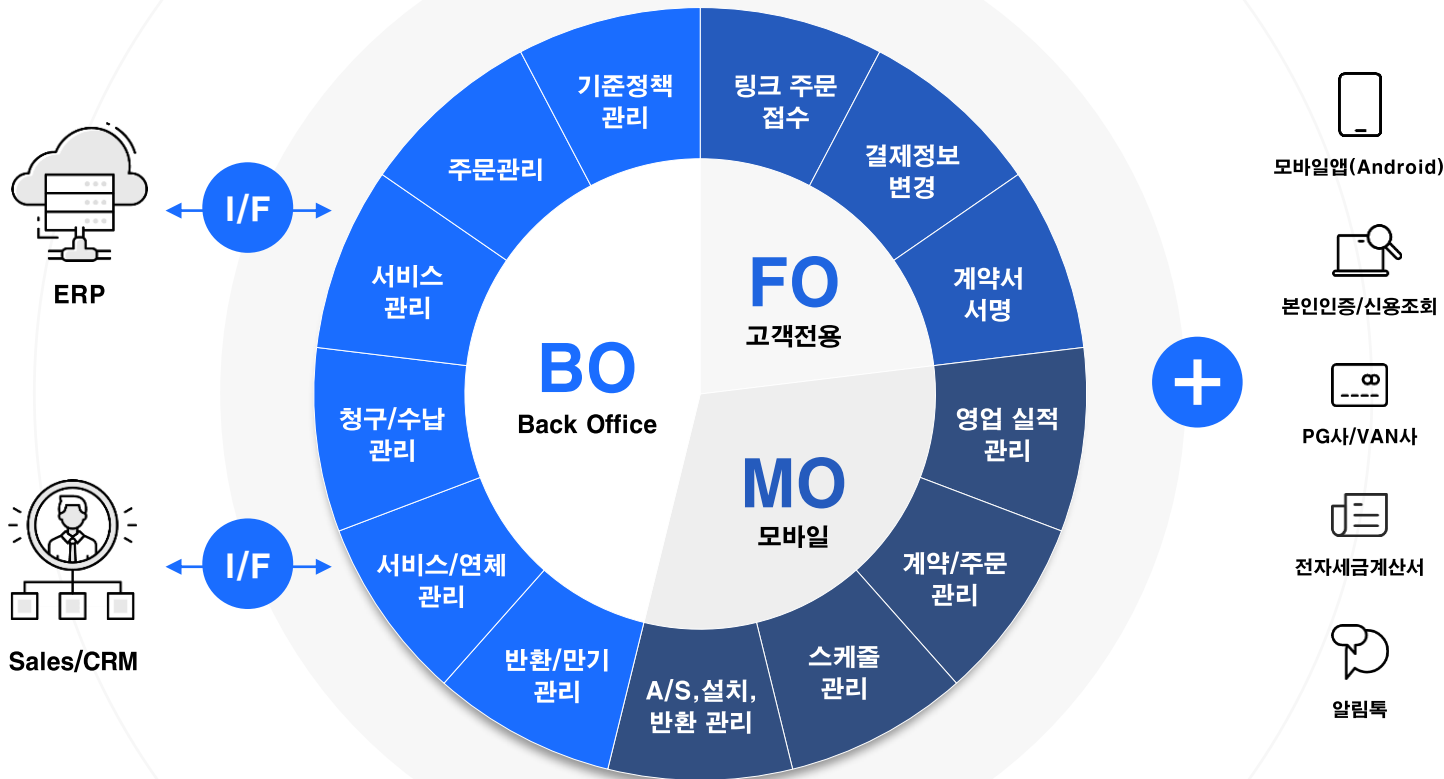 ERP
I/F
Sales/CRM
I/F
BO
Back Office
기준정책
관리
주문관리
서비스
관리
청구/수납
관리
서비스/연체
관리
반환/만기
관리
FO
고객전용
링크 주문
접수
결제정보
변경
계약서
서명
MO
모바일
영업 실적
관리
계약/주문
관리
스케줄
관리
A/S,설치,
반환 관리
+
모바일앱(Android)
본인인증/신용조회
PG사/VAN사
전자세금계산서
알림톡